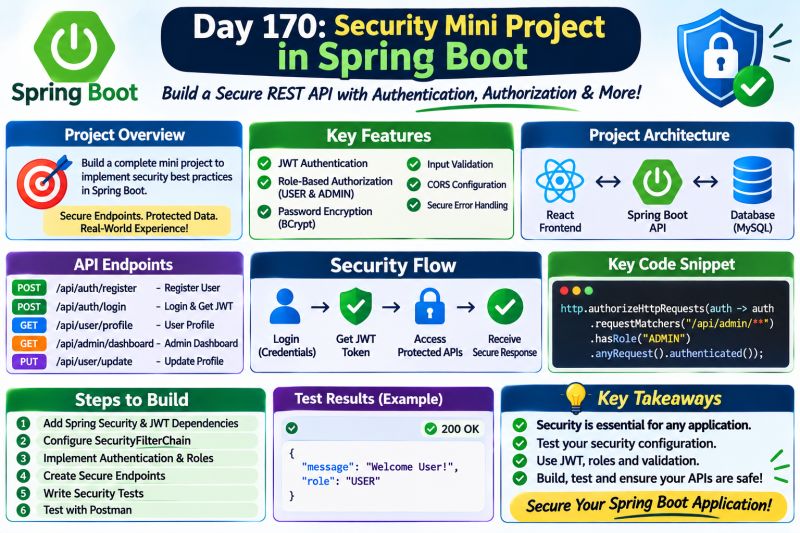 Spring Boot
Day 170: Security Mini Project
in Spring Boot
Build a Secure REST API with Authentication, Authorization & More!
Project Overview
Build a complete mini project to
implement security best practices
in Spring Boot.
Secure Endpoints. Protected Data.
Real-World Experience!
Key Features
JWT Authentication
Role-Based Authorization
(USER & ADMIN)
Password Encryption
(BCrypt)
Input Validation
CORS Configuration
Secure Error Handling
Project Architecture
React
Frontend
Spring Boot
API
Database
(MySQL)
API Endpoints
POST /api/auth/register - Register User
POST /api/auth/login - Login & Get JWT
GET /api/user/profile - User Profile
GET /api/admin/dashboard - Admin Dashboard
PUT /api/user/update - Update Profile
Security Flow
Login
(Credentials)
Get JWT
Token
Access
Protected APIs
Receive
Secure Response
Key Code Snippet
http.authorizeHttpRequests(auth -> auth
.requestMatchers("/api/admin/**")
.hasRole("ADMIN")
.anyRequest().authenticated());
Steps to Build
1 Add Spring Security & JWT Dependencies
2 Configure SecurityFilterChain
3 Implement Authentication & Roles
4 Create Secure Endpoints
5 Write Security Tests
6 Test with Postman
Test Results (Example)
200 OK
{
"message": "Welcome User!",
"role": "USER"
}
Key Takeaways
Security is essential for any application.
Test your security configuration.
Use JWT, roles and validation.
Build, test and ensure your APIs are safe!
Secure Your Spring Boot Application!